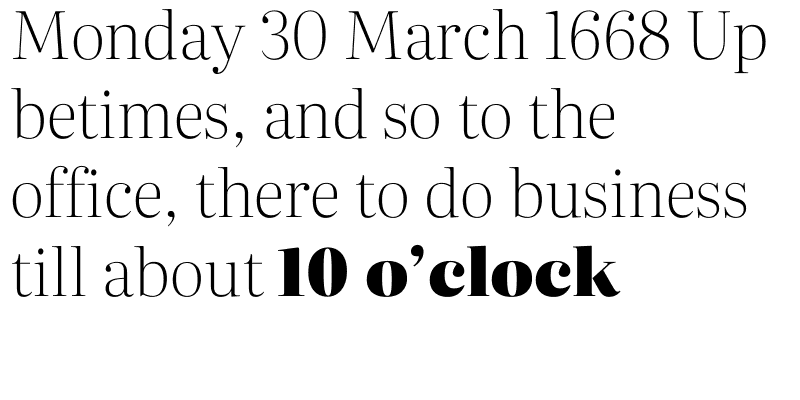 Monday 30 March 1668 Up
betimes, and so to the
office, there to do business
till about 10 o’clock